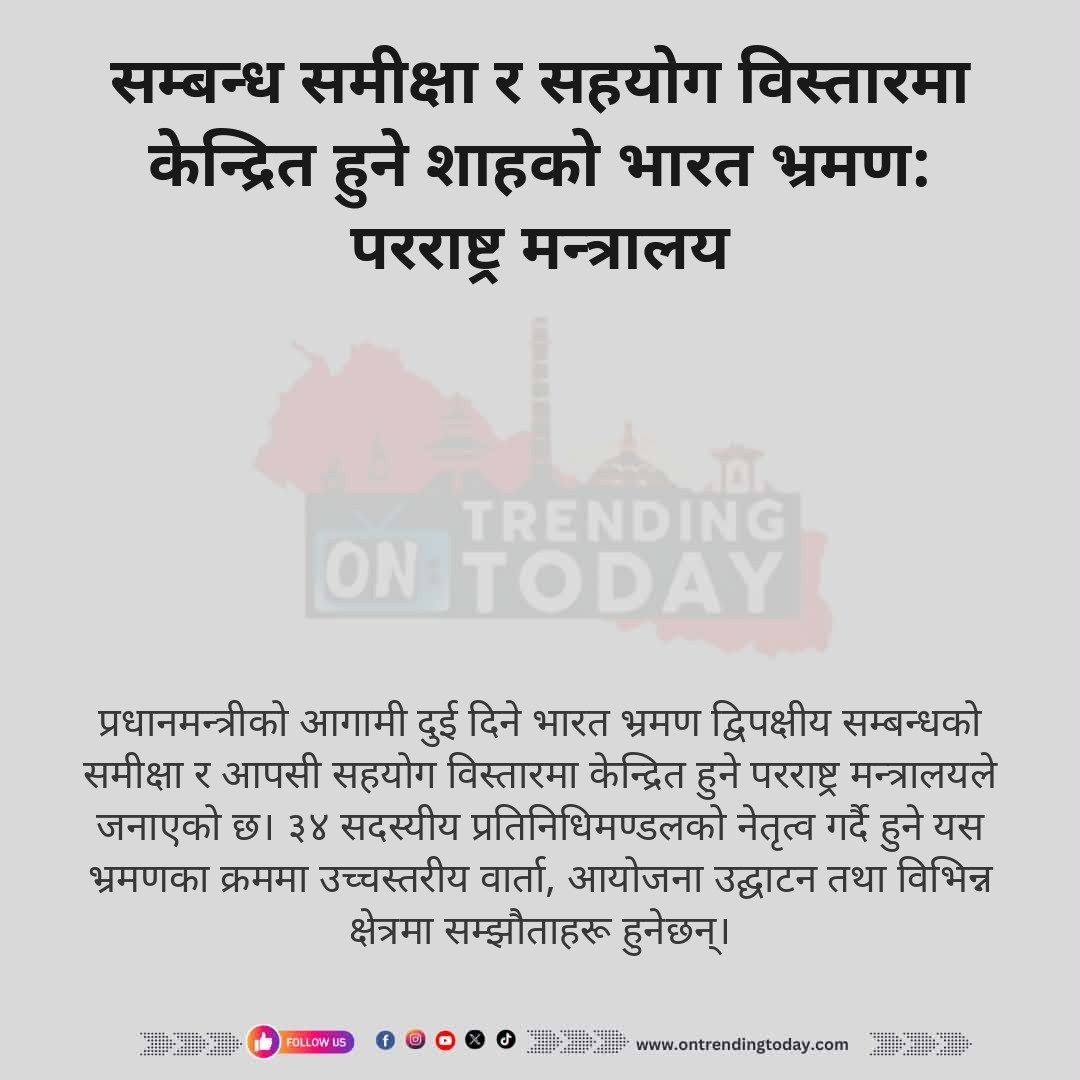 सम्बन्ध समीक्षा र सहयोग विस्तारमा
केन्द्रित हुने शाहको भारत भ्रमण:
परराष्ट्र मन्त्रालय
TRENDING
ON TODAY
प्रधानमन्त्रीको आगामी दुई दिने भारत भ्रमण द्विपक्षीय सम्बन्धको
समीक्षा र आपसी सहयोग विस्तारमा केन्द्रित हुने परराष्ट्र मन्त्रालयले
जनाएको छ। ३४ सदस्यीय प्रतिनिधिमण्डलको नेतृत्व गर्दै हुने यस
भ्रमणका क्रममा उच्चस्तरीय वार्ता, आयोजना उद्घाटन तथा विभिन्न
क्षेत्रमा सम्झौताहरू हुनेछन्।
FOLLOW US www.ontrendingtoday.com